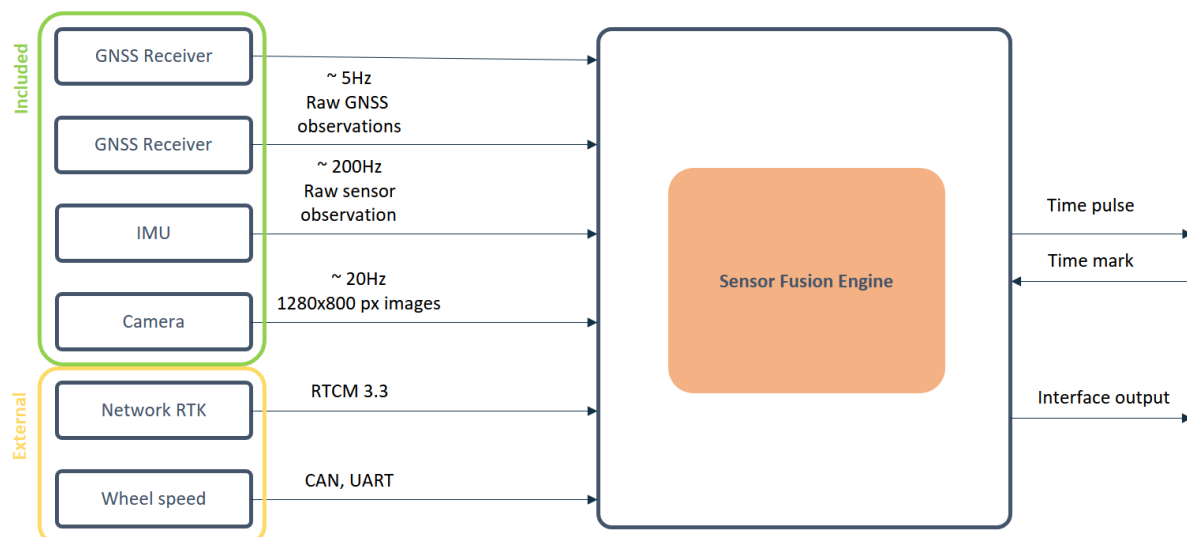 Included
GNSS Receiver
~ 5Hz
Raw GNSS
observations
GNSS Receiver
~ 200Hz
Raw sensor
observation
IMU
~ 20Hz
1280x800 px images
Camera
External
Network RTK
RTCM 3.3
Wheel speed
CAN, UART
Sensor Fusion Engine
Time pulse
Time mark
Interface output